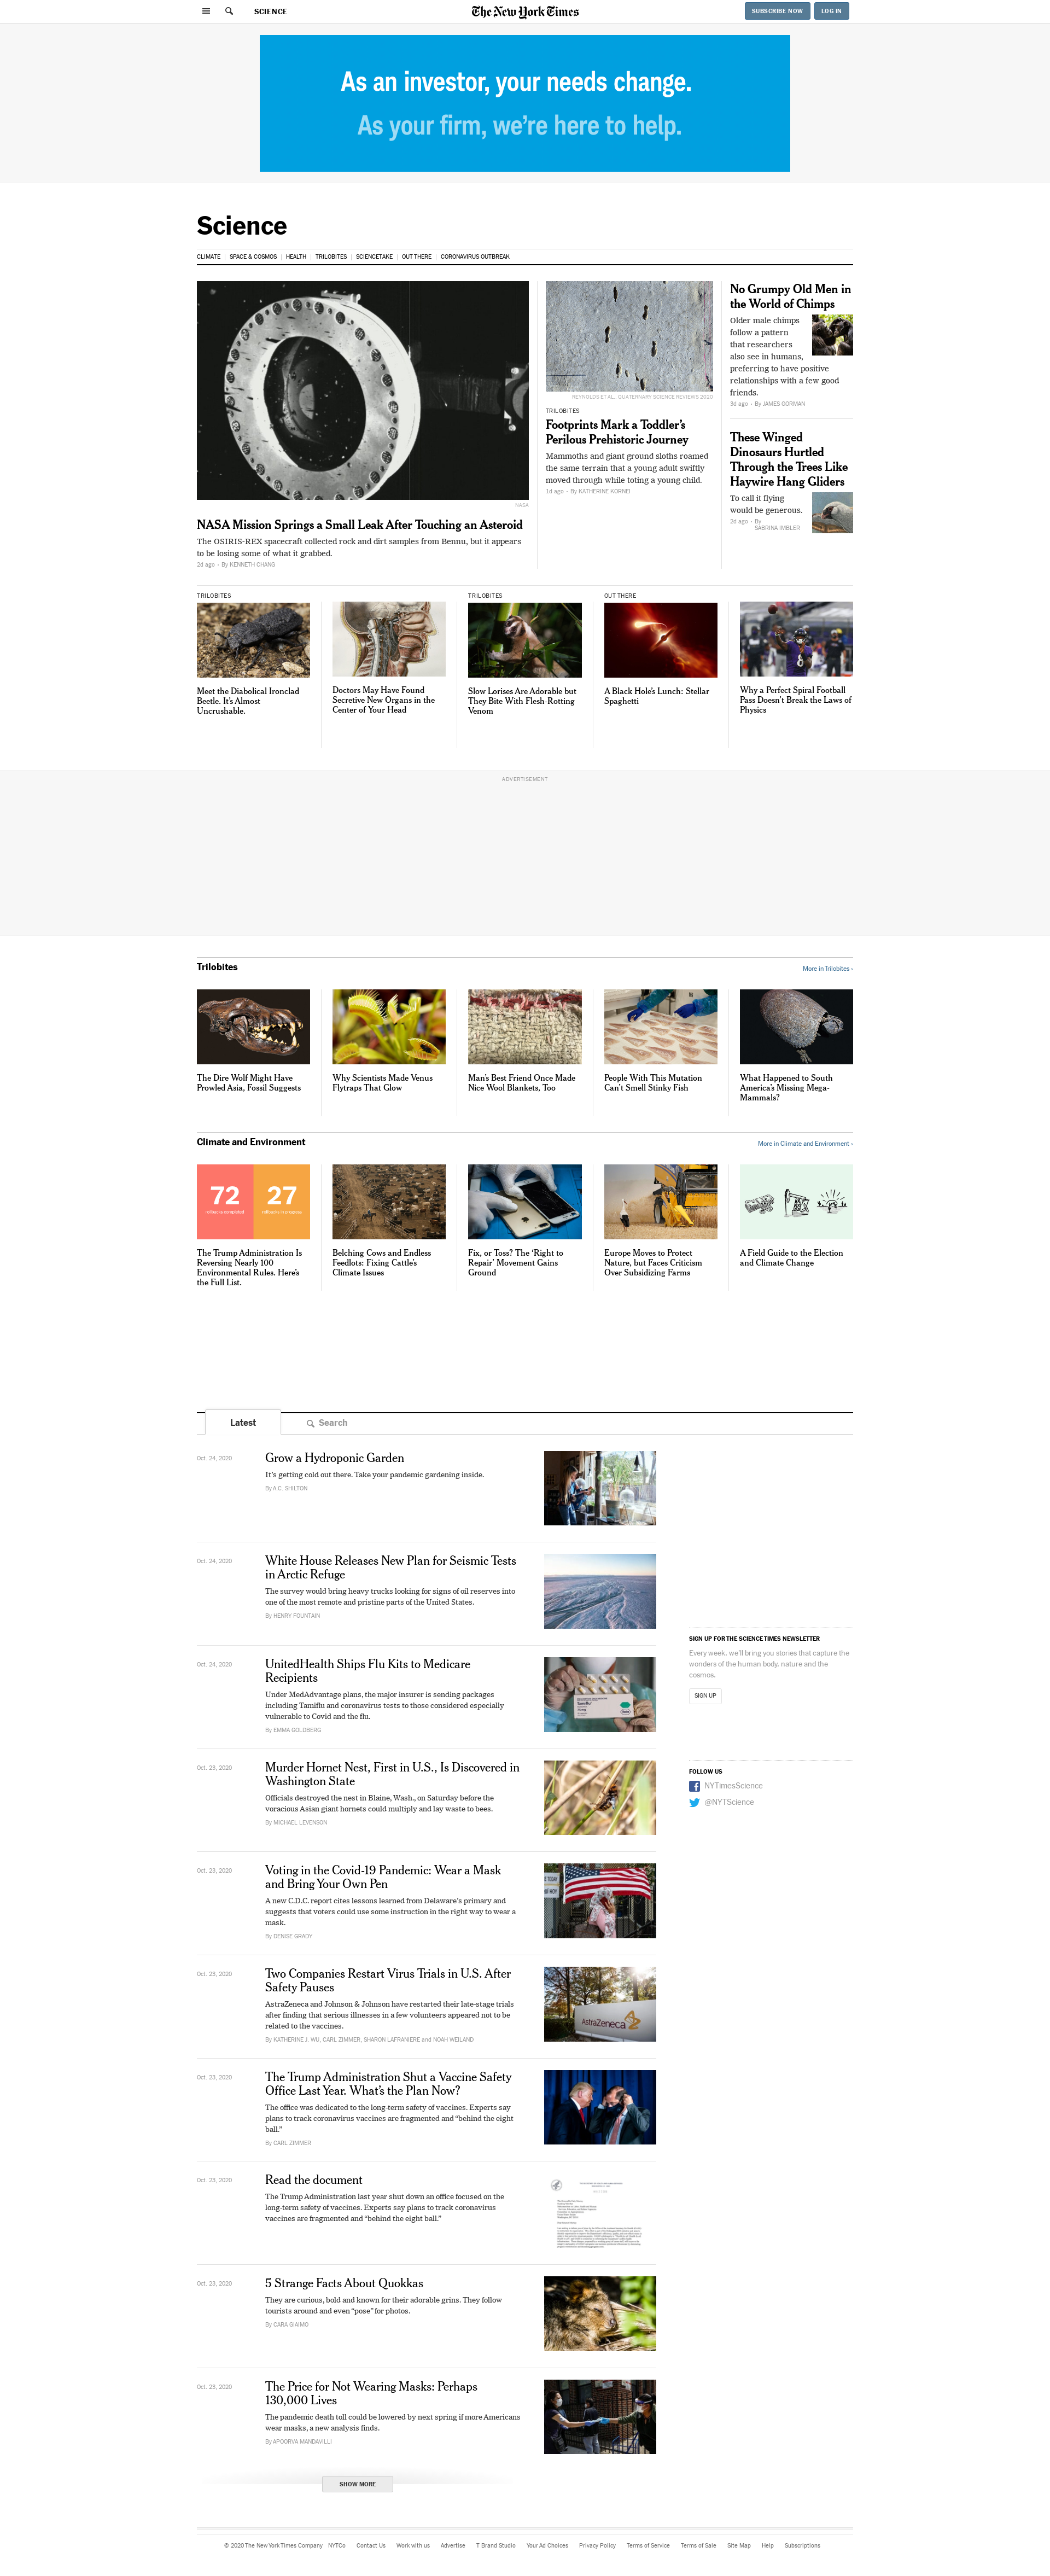 SCIENCE
The New York Times
SUBSCRIBE NOW
LOG IN
As an investor, your needs change.
As your firm, we’re here to help.
Science
CLIMATE
SPACE & COSMOS
HEALTH
TRILOBITES
SCIENCETAKE
OUT THERE
CORONAVIRUS OUTBREAK
NASA
NASA Mission Springs a Small Leak After Touching an Asteroid
The OSIRIS-REX spacecraft collected rock and dirt samples from Bennu, but it appears
to be losing some of what it grabbed.
2d ago • By KENNETH CHANG
REYNOLDS ET AL., QUATERNARY SCIENCE REVIEWS 2020
TRILOBITES
Footprints Mark a Toddler’s
Perilous Prehistoric Journey
Mammoths and giant ground sloths roamed
the same terrain that a young adult swiftly
moved through while toting a young child.
1d ago • By KATHERINE KORNEI
No Grumpy Old Men in
the World of Chimps
Older male chimps
follow a pattern
that researchers
also see in humans,
preferring to have positive
relationships with a few good
friends.
3d ago • By JAMES GORMAN
These Winged
Dinosaurs Hurtled
Through the Trees Like
Haywire Hang Gliders
To call it flying
would be generous.
2d ago • By
SABRINA IMBLER
TRILOBITES
Meet the Diabolical Ironclad
Beetle. It’s Almost
Uncrushable.
Doctors May Have Found
Secretive New Organs in the
Center of Your Head
TRILOBITES
Slow Lorises Are Adorable but
They Bite With Flesh-Rotting
Venom
OUT THERE
A Black Hole’s Lunch: Stellar
Spaghetti
Why a Perfect Spiral Football
Pass Doesn’t Break the Laws of
Physics
ADVERTISEMENT
Trilobites
More in Trilobites ›
The Dire Wolf Might Have
Prowled Asia, Fossil Suggests
Why Scientists Made Venus
Flytraps That Glow
Man’s Best Friend Once Made
Nice Wool Blankets, Too
People With This Mutation
Can’t Smell Stinky Fish
What Happened to South
America’s Missing Mega-
Mammals?
Climate and Environment
More in Climate and Environment ›
72
rollbacks completed
27
rollbacks in progress
The Trump Administration Is
Reversing Nearly 100
Environmental Rules. Here’s
the Full List.
Belching Cows and Endless
Feedlots: Fixing Cattle’s
Climate Issues
Fix, or Toss? The ‘Right to
Repair’ Movement Gains
Ground
Europe Moves to Protect
Nature, but Faces Criticism
Over Subsidizing Farms
A Field Guide to the Election
and Climate Change
Latest
Search
Oct. 24, 2020
Grow a Hydroponic Garden
It’s getting cold out there. Take your pandemic gardening inside.
By A.C. SHILTON
Oct. 24, 2020
White House Releases New Plan for Seismic Tests
in Arctic Refuge
The survey would bring heavy trucks looking for signs of oil reserves into
one of the most remote and pristine parts of the United States.
By HENRY FOUNTAIN
Oct. 24, 2020
UnitedHealth Ships Flu Kits to Medicare
Recipients
Under MedAdvantage plans, the major insurer is sending packages
including Tamiflu and coronavirus tests to those considered especially
vulnerable to Covid and the flu.
By EMMA GOLDBERG
Oct. 23, 2020
Murder Hornet Nest, First in U.S., Is Discovered in
Washington State
Officials destroyed the nest in Blaine, Wash., on Saturday before the
voracious Asian giant hornets could multiply and lay waste to bees.
By MICHAEL LEVENSON
Oct. 23, 2020
Voting in the Covid-19 Pandemic: Wear a Mask
and Bring Your Own Pen
A new C.D.C. report cites lessons learned from Delaware’s primary and
suggests that voters could use some instruction in the right way to wear a
mask.
By DENISE GRADY
Oct. 23, 2020
Two Companies Restart Virus Trials in U.S. After
Safety Pauses
AstraZeneca and Johnson & Johnson have restarted their late-stage trials
after finding that serious illnesses in a few volunteers appeared not to be
related to the vaccines.
By KATHERINE J. WU, CARL ZIMMER, SHARON LAFRANIERE and NOAH WEILAND
AstraZeneca
Oct. 23, 2020
The Trump Administration Shut a Vaccine Safety
Office Last Year. What’s the Plan Now?
The office was dedicated to the long-term safety of vaccines. Experts say
plans to track coronavirus vaccines are fragmented and “behind the eight
ball.”
By CARL ZIMMER
Oct. 23, 2020
Read the document
The Trump Administration last year shut down an office focused on the
long-term safety of vaccines. Experts say plans to track coronavirus
vaccines are fragmented and “behind the eight ball.”
Oct. 23, 2020
5 Strange Facts About Quokkas
They are curious, bold and known for their adorable grins. They follow
tourists around and even “pose” for photos.
By CARA GIAIMO
Oct. 23, 2020
The Price for Not Wearing Masks: Perhaps
130,000 Lives
The pandemic death toll could be lowered by next spring if more Americans
wear masks, a new analysis finds.
By APOORVA MANDAVILLI
SHOW MORE
SIGN UP FOR THE SCIENCE TIMES NEWSLETTER
Every week, we’ll bring you stories that capture the
wonders of the human body, nature and the
cosmos.
SIGN UP
FOLLOW US
NYTimesScience
@NYTScience
© 2020 The New York Times Company
NYTCo
Contact Us
Work with us
Advertise
T Brand Studio
Your Ad Choices
Privacy Policy
Terms of Service
Terms of Sale
Site Map
Help
Subscriptions